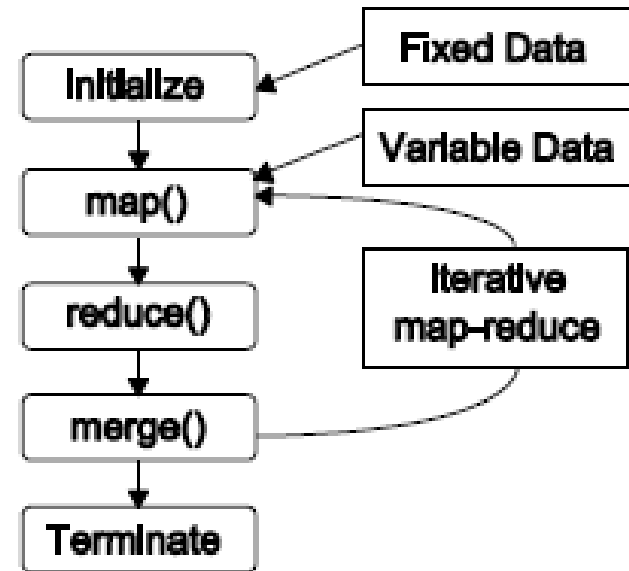 Fixed Data
Initialize
Variable Data
map()
Iterative
map-reduce
reduce()
merge()
Terminate